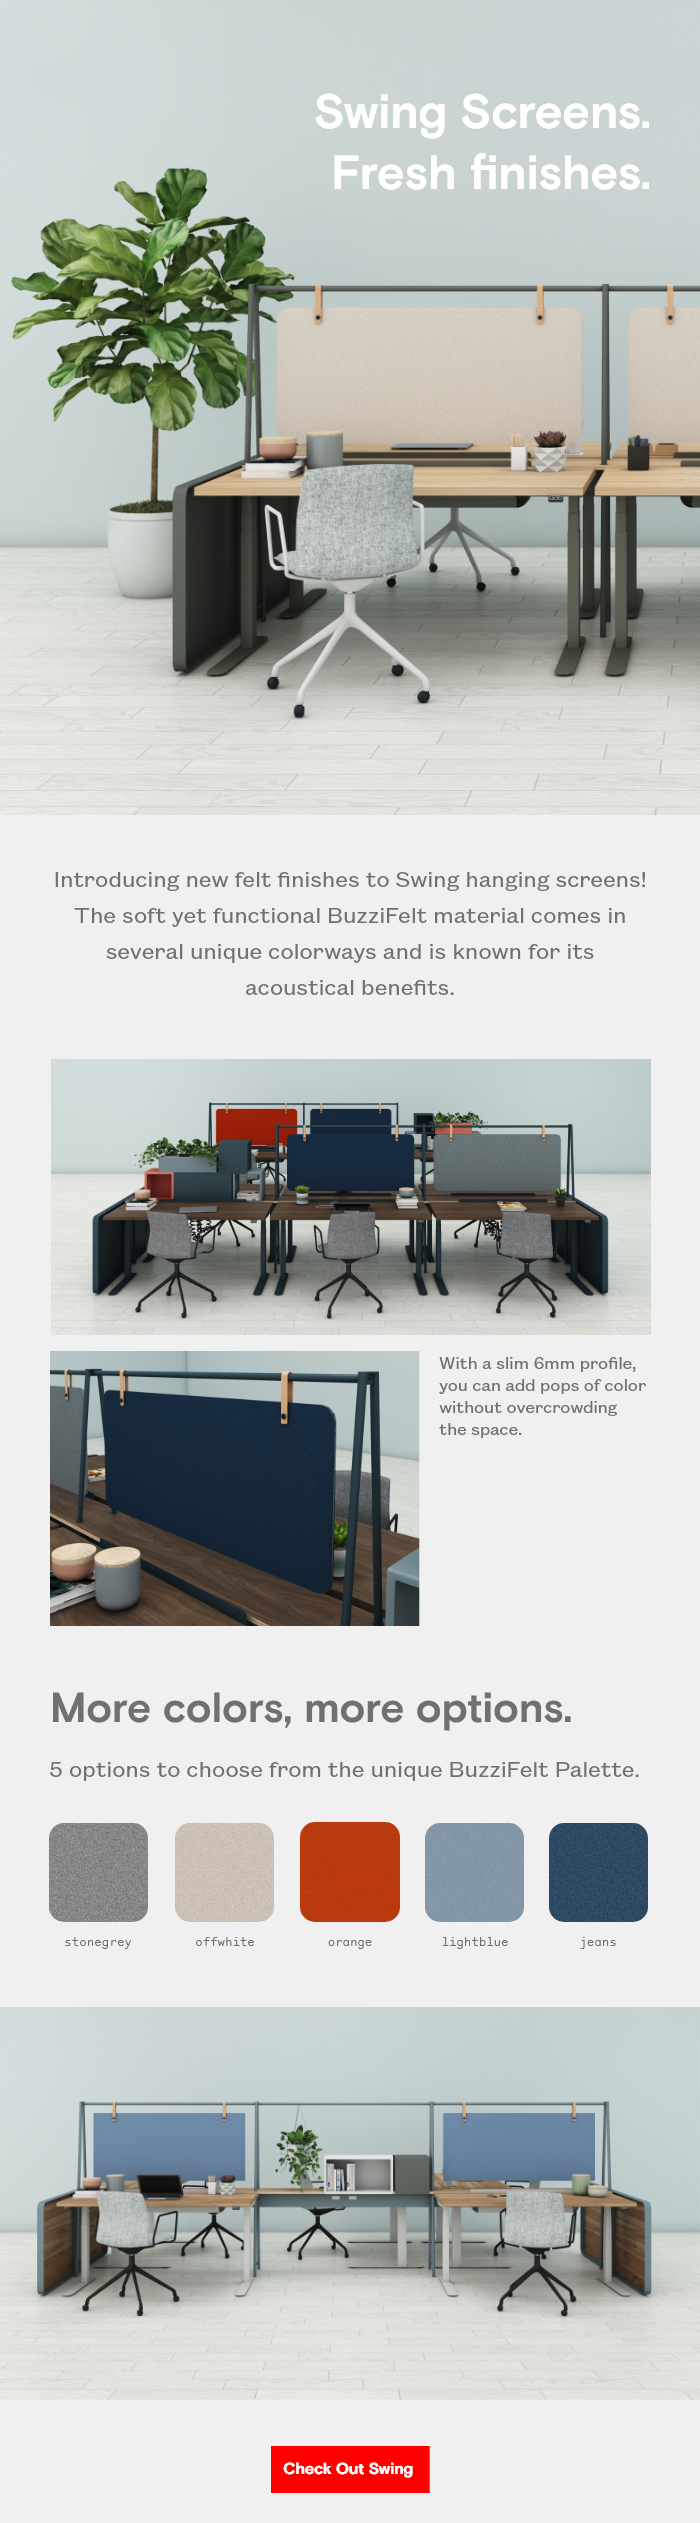 Swing Screens.
Fresh finishes.
Introducing new felt finishes to Swing hanging screens!
The soft yet functional BuzziFelt material comes in
several unique colorways and is known for its
acoustical benefits.
With a slim 6mm profile,
you can add pops of color
without overcrowding
the space.
More colors, more options.
5 options to choose from the unique BuzziFelt Palette.
stonegrey
offwhite
orange
lightblue
jeans
Check Out Swing